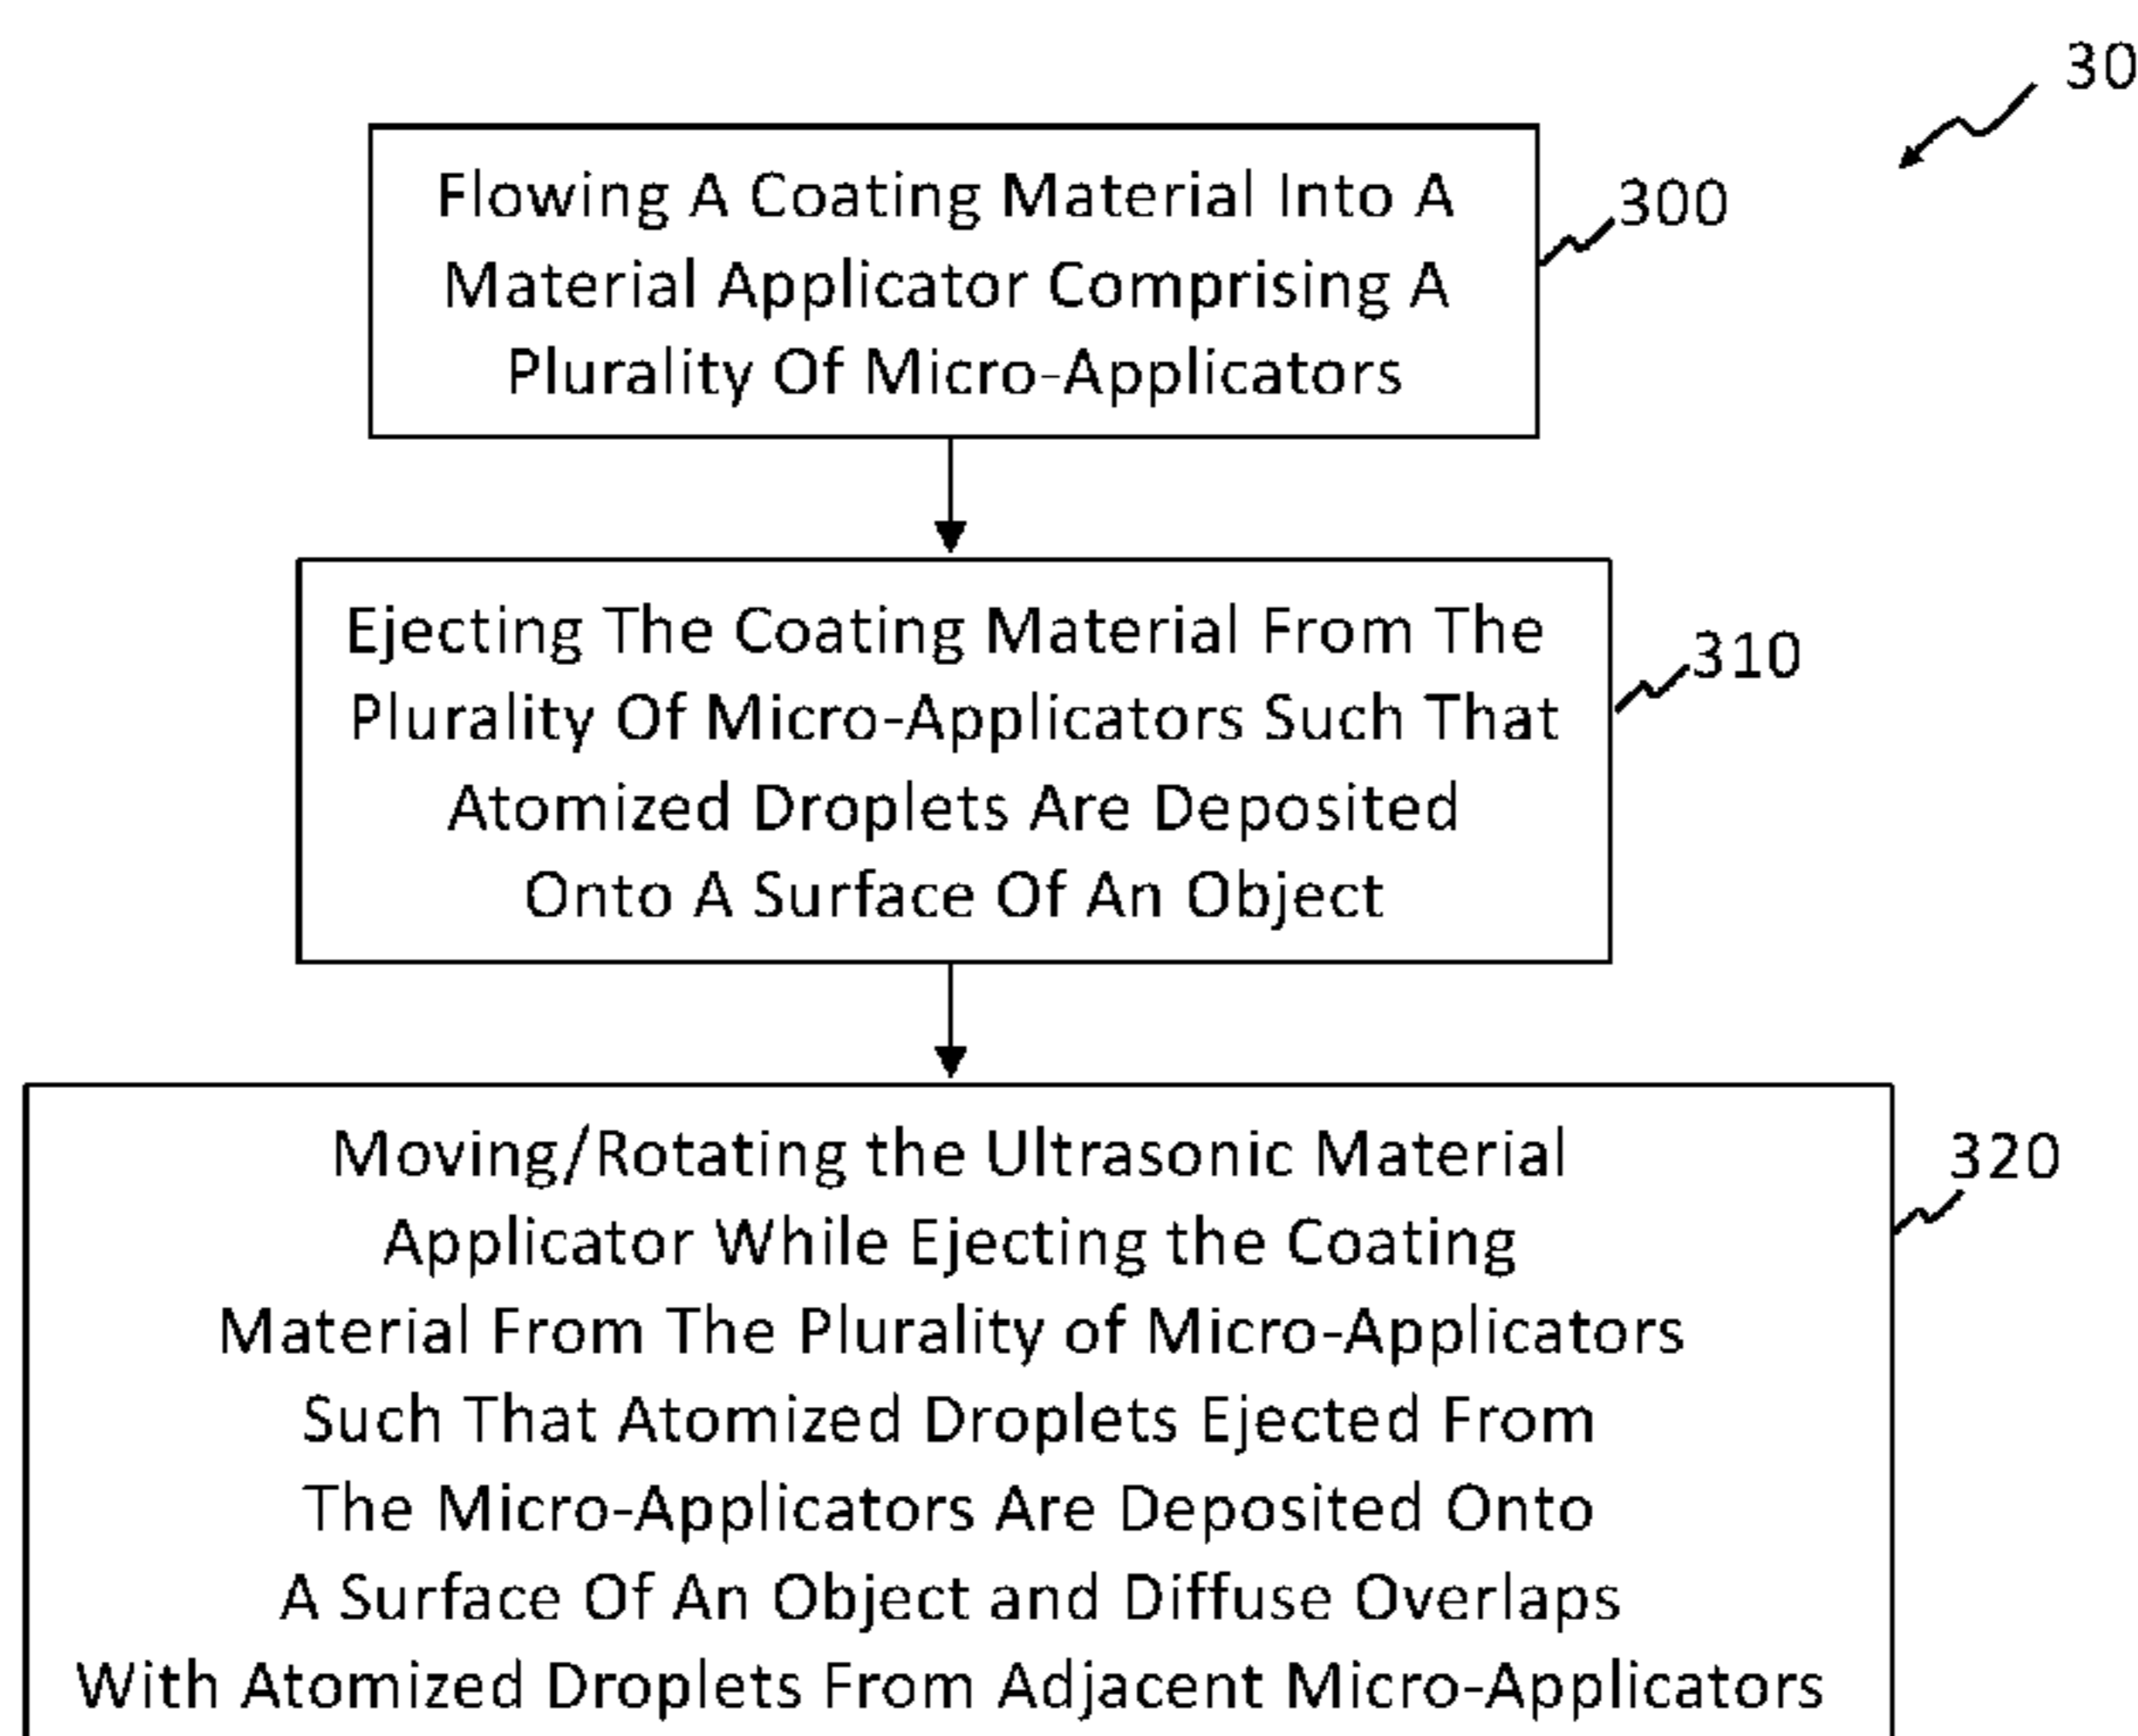 30
Flowing A Coating Material Into A
Material Applicator Comprising A
Plurality Of Micro-Applicators
300
Ejecting The Coating Material From The
Plurality Of Micro-Applicators Such That
Atomized Droplets Are Deposited
Onto A Surface Of An Object
310
Moving/Rotating the Ultrasonic Material
Applicator While Ejecting the Coating
Material From The Plurality of Micro-Applicators
Such That Atomized Droplets Ejected From
The Micro-Applicators Are Deposited Onto
A Surface Of An Object and Diffuse Overlaps
With Atomized Droplets From Adjacent Micro-Applicators
320